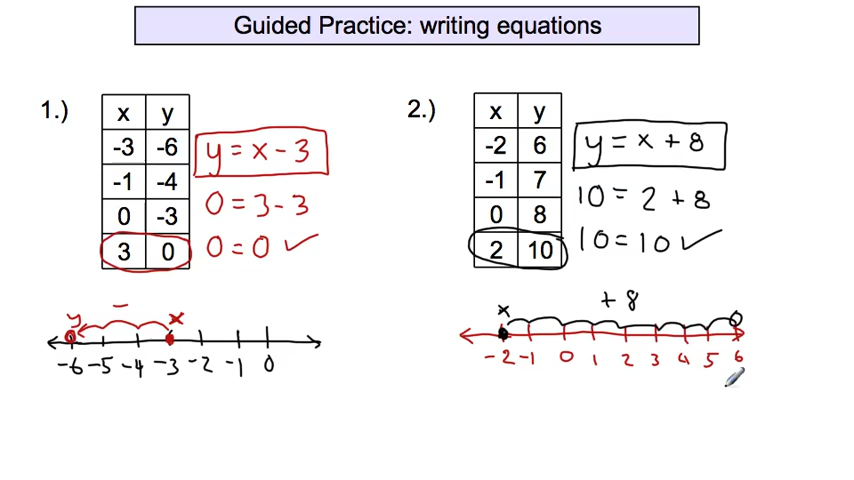 Guided Practice: writing equations
1.)
x y
-3 -6
-1 -4
0 -3
3 0
y = x - 3
0 = 3 - 3
0 = 0 ✓
y - x
-6 -5 -4 -3 -2 -1 0
2.)
x y
-2 6
-1 7
0 8
2 10
y = x + 8
10 = 2 + 8
10 = 10 ✓
+ 8
x
-2 -1 0 1 2 3 4 5 6